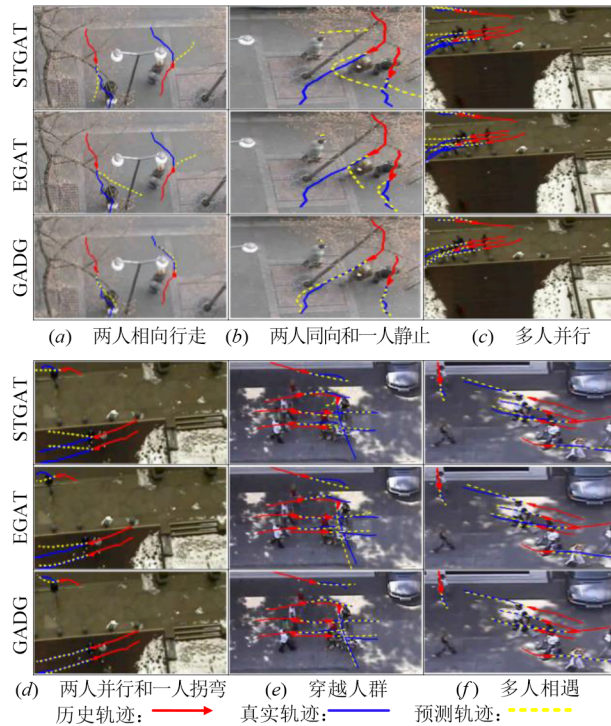 STGAT
EGAT
GADG
(a) 两人相向行走 (b) 两人同向和一人静止 (c) 多人并行
STGAT
EGAT
GADG
(d) 两人并行和一人拐弯 (e) 穿越人群 (f) 多人相遇
历史轨迹: 真实轨迹: 预测轨迹: